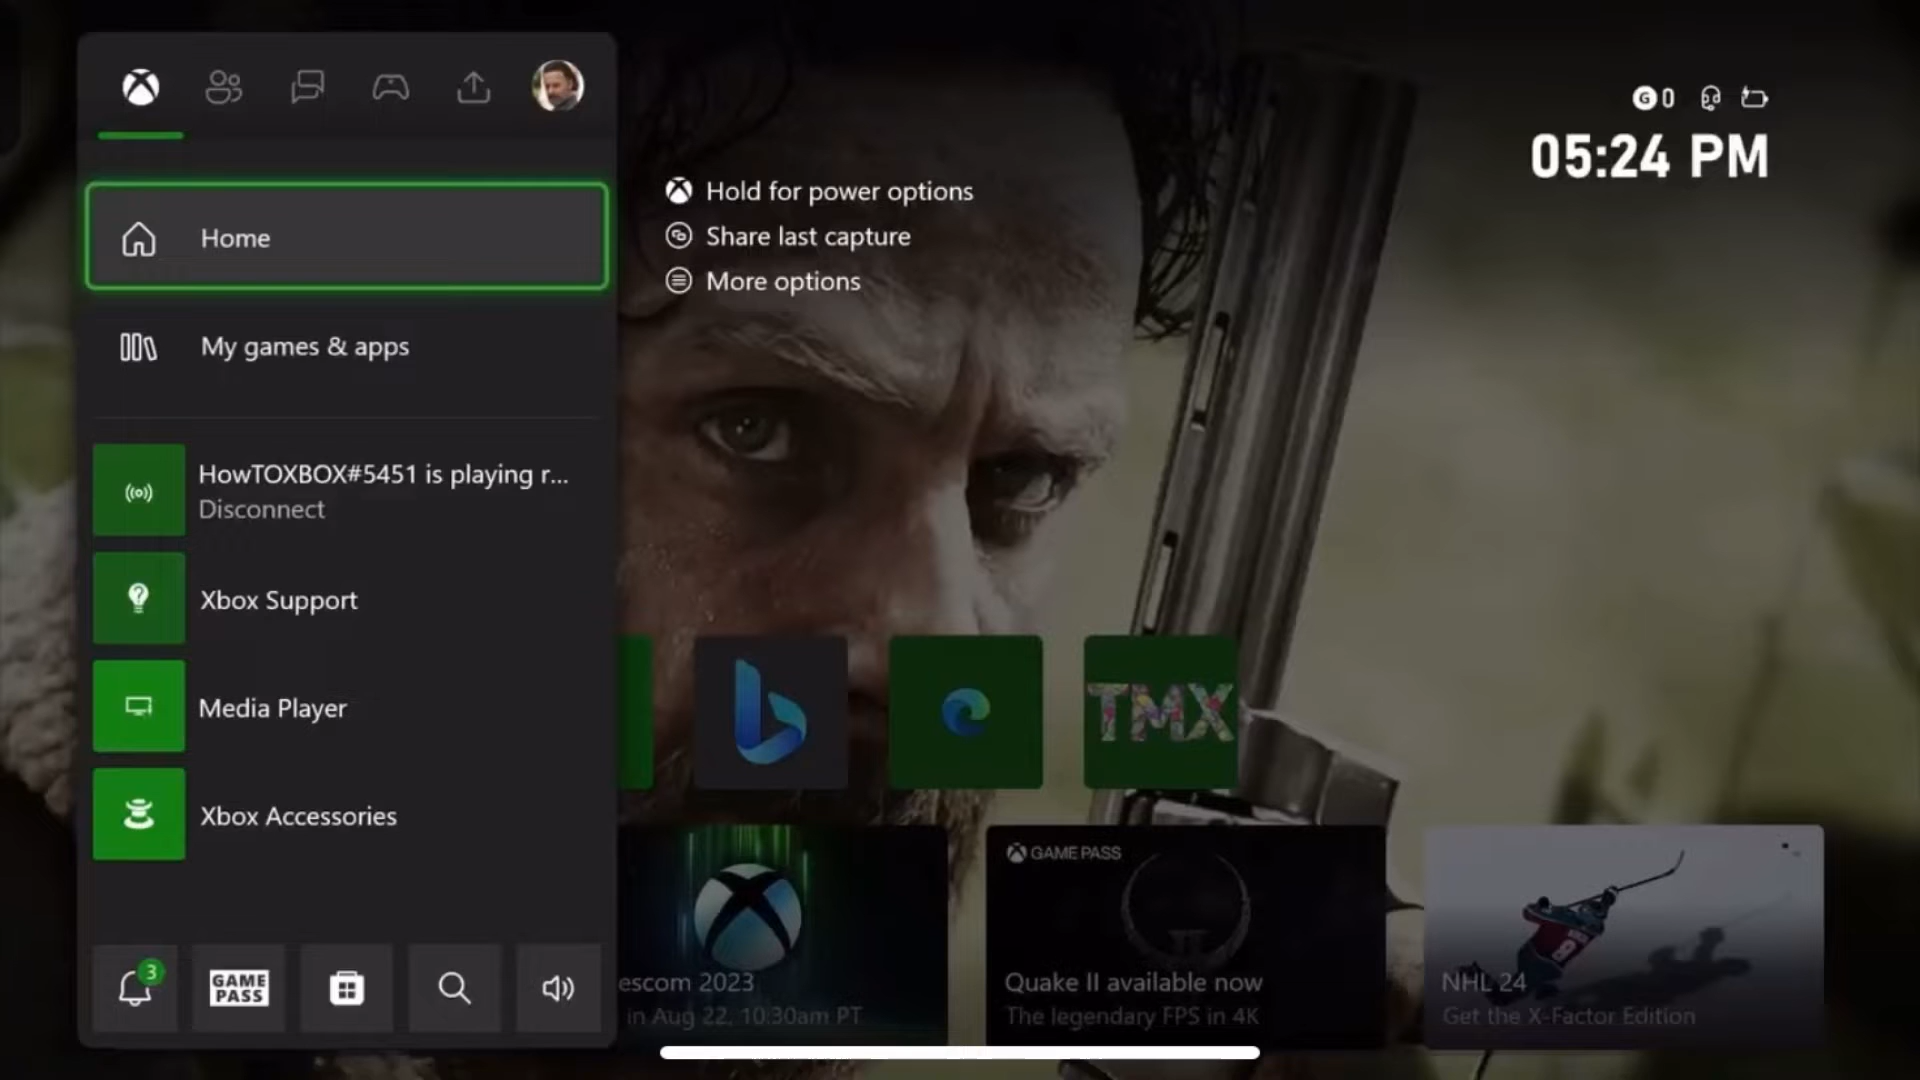 G 0
05:24 PM
Hold for power options
Share last capture
More options
Home
My games & apps
HowTOXBOX#5451 is playing r...
Disconnect
Xbox Support
Media Player
Xbox Accessories
TMX
GAME PASS
3
GAME
PASS
escom 2023
in Aug 22, 10:30am PT
II
Quake II available now
The legendary FPS in 4K
8
NHL 24
Get the X-Factor Edition